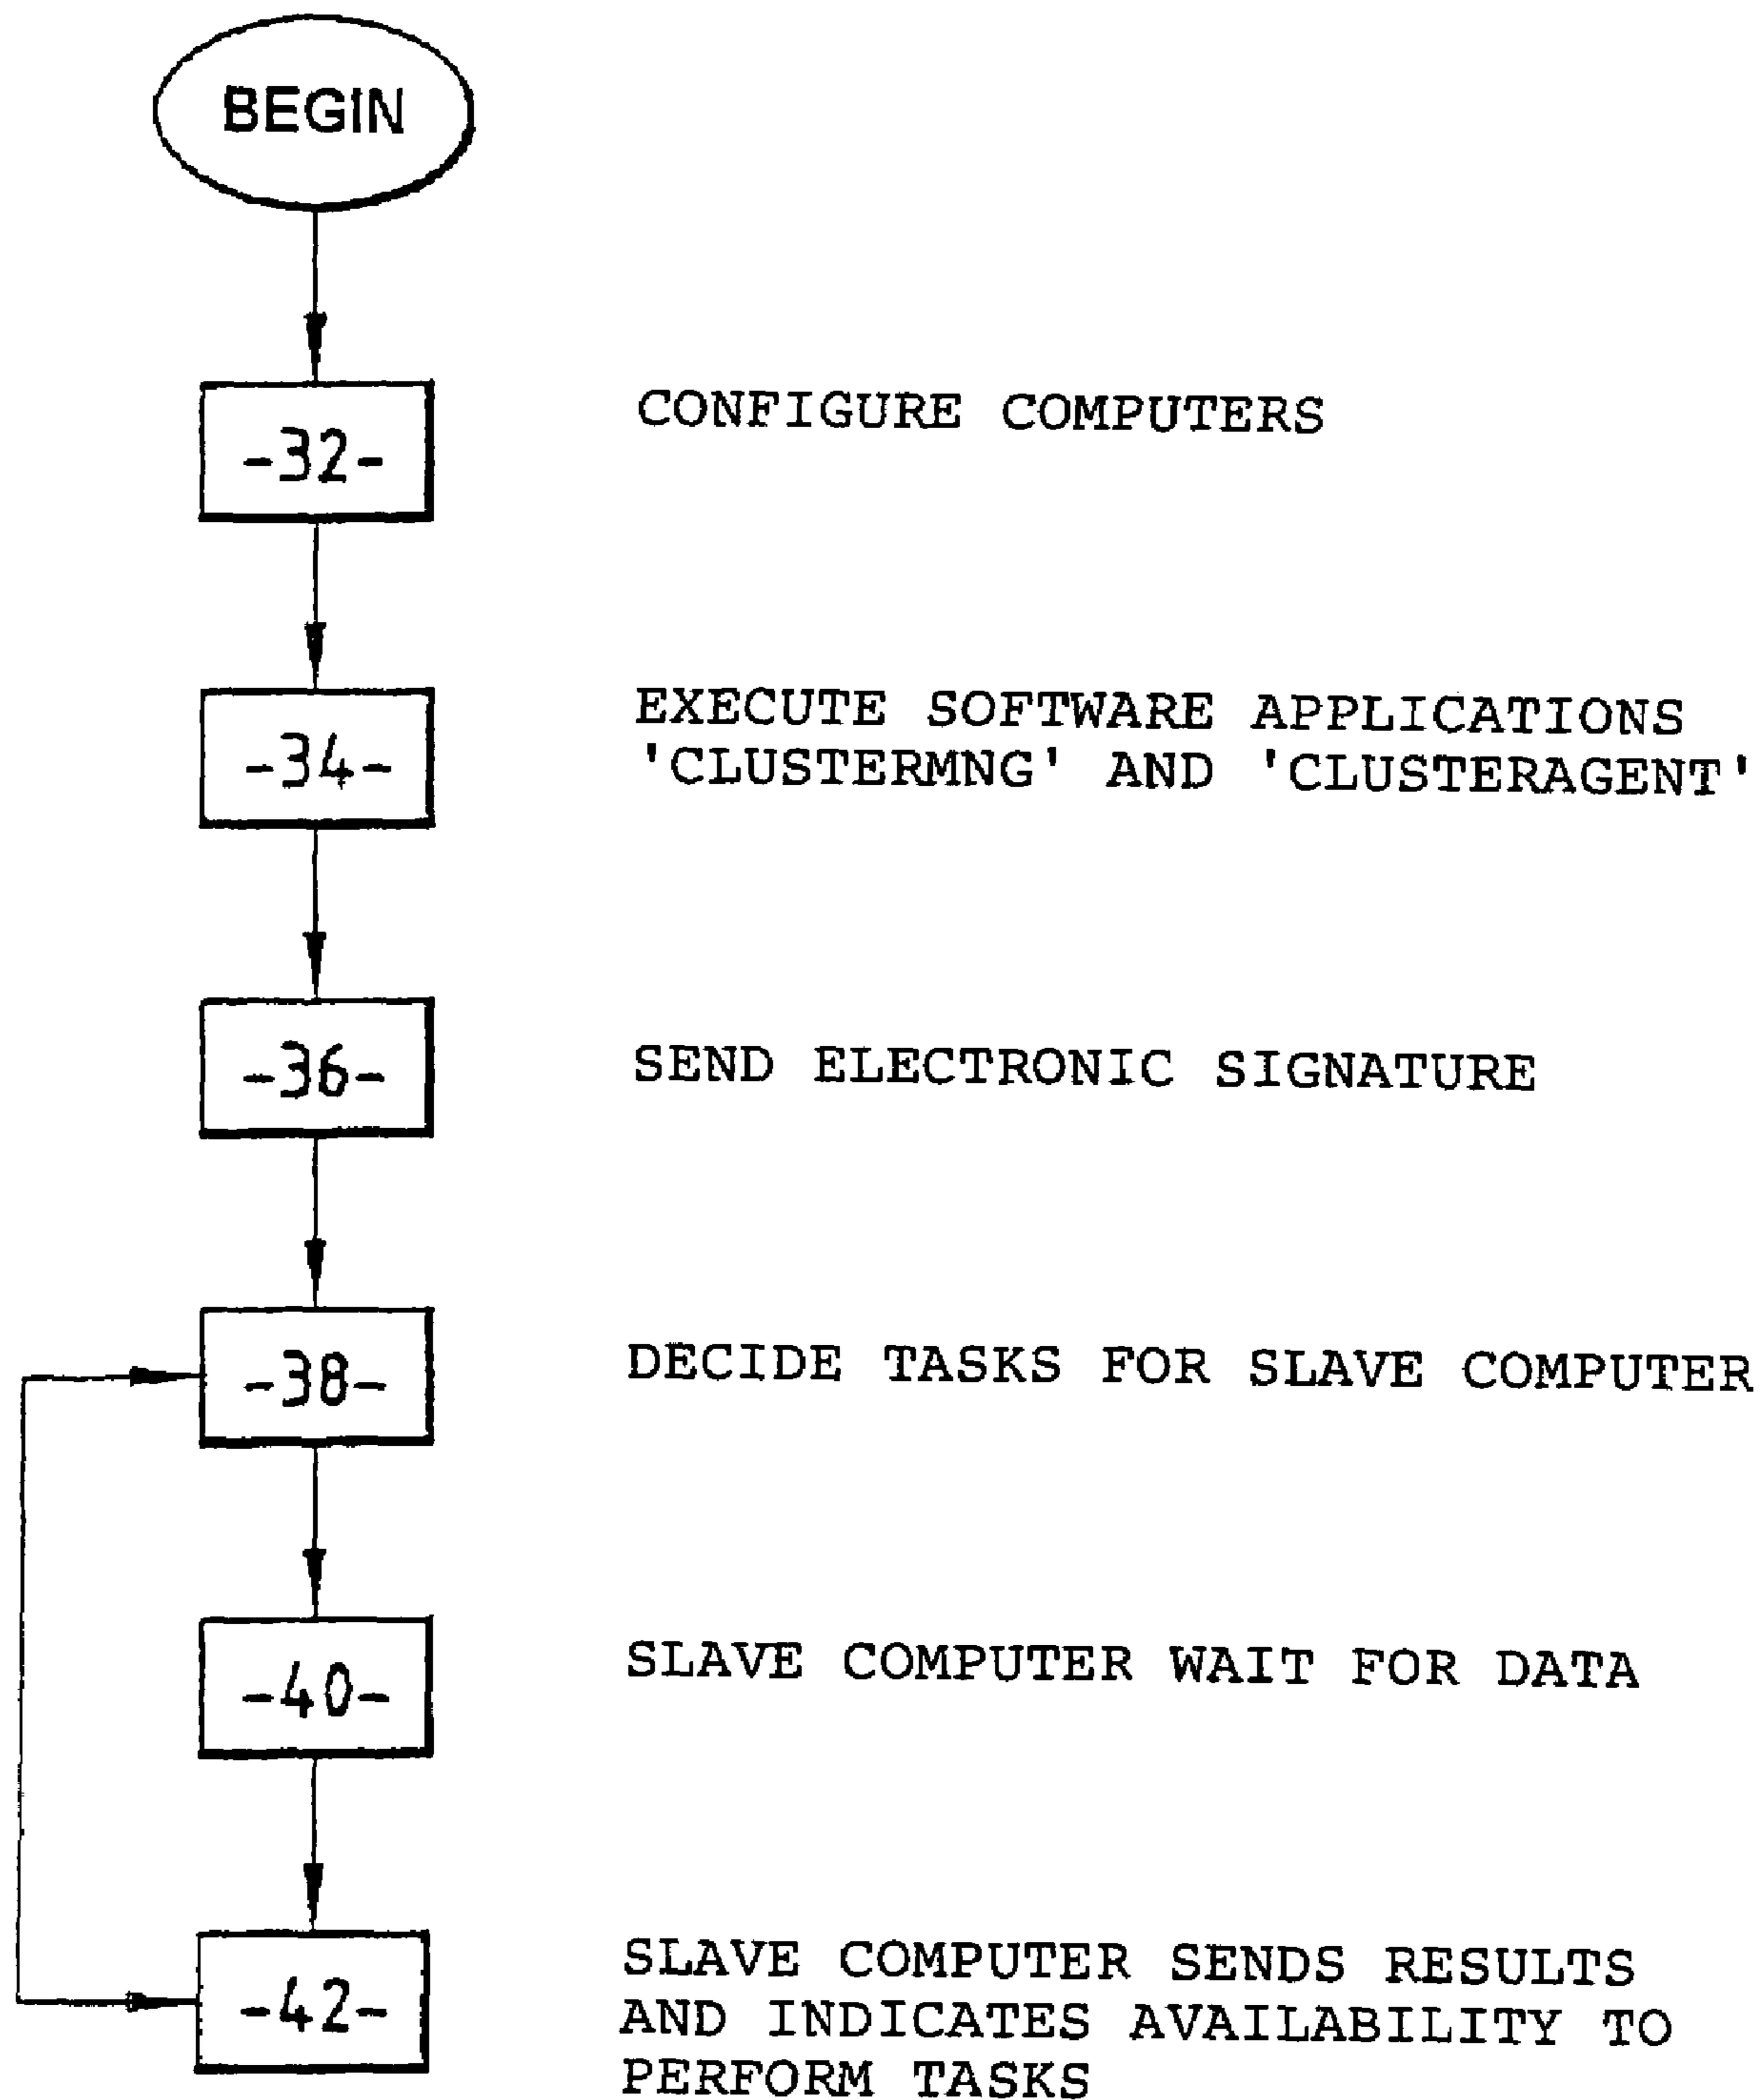 BEGIN
-32-
CONFIGURE COMPUTERS
-34-
EXECUTE SOFTWARE APPLICATIONS
'CLUSTERMNG' AND 'CLUSTERAGENT'
-36-
SEND ELECTRONIC SIGNATURE
-38-
DECIDE TASKS FOR SLAVE COMPUTER
-40-
SLAVE COMPUTER WAIT FOR DATA
-42-
SLAVE COMPUTER SENDS RESULTS
AND INDICATES AVAILABILITY TO
PERFORM TASKS